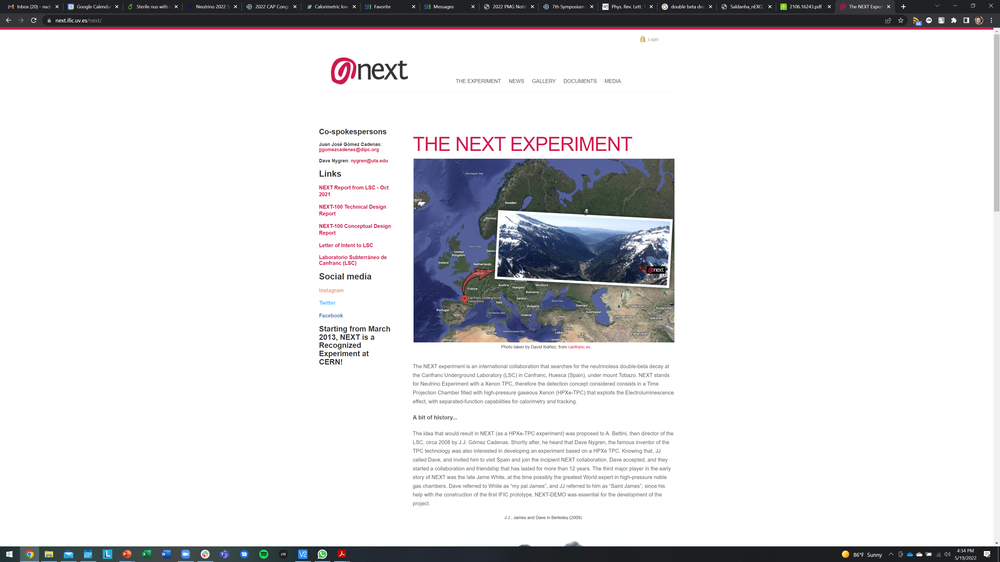 Inbox (20) - nadg
Google Calendar
Sterile nus with r
Neutrino 2022 S
2022 CAP Congr
Calorimetric low
SH Favorite
SH Messages
2022 PMG Notic
7th Symposium
APS Phys. Rev. Lett. 1
double beta dec
Saldanha_nEXO_
2106.16243.pdf
The NEXT Experi
next.ific.uv.es/next/
rM
56
Login
next
THE EXPERIMENT NEWS GALLERY DOCUMENTS MEDIA
Co-spokespersons
Juan José Gómez Cadenas:
jjgomezcadenas@dipc.org
Dave Nygren: nygren@uta.edu
Links
NEXT Report from LSC - Oct
2021
NEXT-100 Technical Design
Report
NEXT-100 Conceptual Design
Report
Letter of Intent to LSC
Laboratorio Subterráneo de
Canfranc (LSC)
Social media
Instagram
Twitter
Facebook
Starting from March
2013, NEXT is a
Recognized
Experiment at
CERN!
THE NEXT EXPERIMENT
Norwegian Sea
eland
Sweden
Norway
North Sea
United
Kingdom
Denma
Ireland
Netherlands
Belgium
Ger
next
Slovakia
Austria
Moldova
Hungary
France
Romania
Canfranc Underground
Laboratory
Serbia
Italy
Black Sea
Bulgaria
Georgia
Uzbekistan
Kyrgyzstan
Portugal
Azerbaijan
Spain
Tyrrhenian Sea
Greece
Turkey
Turkmenistan
Tajikistan
Syria
Tunisia
Mediterranean Sea
Lebanon
Afghanistan
Iraq
Morocco
Israel
Iran
Photo taken by David Ibáñez, from canfranc.es.
The NEXT experiment is an international collaboration that searches for the neutrinoless double-beta decay at
the Canfranc Underground Laboratory (LSC) in Canfranc, Huesca (Spain), under mount Tobazo. NEXT stands
for Neutrino Experiment with a Xenon TPC, therefore the detection concept considered consists in a Time
Projection Chamber filled with high-pressure gaseous Xenon (HPXe-TPC) that exploits the Electroluminescence
effect, with separated-function capabilities for calorimetry and tracking.
A bit of history...
The idea that would result in NEXT (as a HPXe-TPC experiment) was proposed to A. Bettini, then director of the
LSC, circa 2008 by J.J. Gómez Cadenas. Shortly after, he heard that Dave Nygren, the famous inventor of the
TPC technology was also interested in developing an experiment based on a HPXe TPC. Knowing that, JJ
called Dave, and invited him to visit Spain and join the incipient NEXT collaboration. Dave accepted, and they
started a collaboration and friendship that has lasted for more than 12 years. The third major player in the early
story of NEXT was the late Jame White, at the time possibly the greatest World expert in high-pressure noble
gas chambers. Dave referred to White as “my pal James”, and JJ referred to him as “Saint James”, since his
help with the construction of the first IFIC prototype, NEXT-DEMO was essential for the development of the
project.
J.J., James and Dave in Berkeley (2009).
86°F Sunny
4:34 PM
5/19/2022